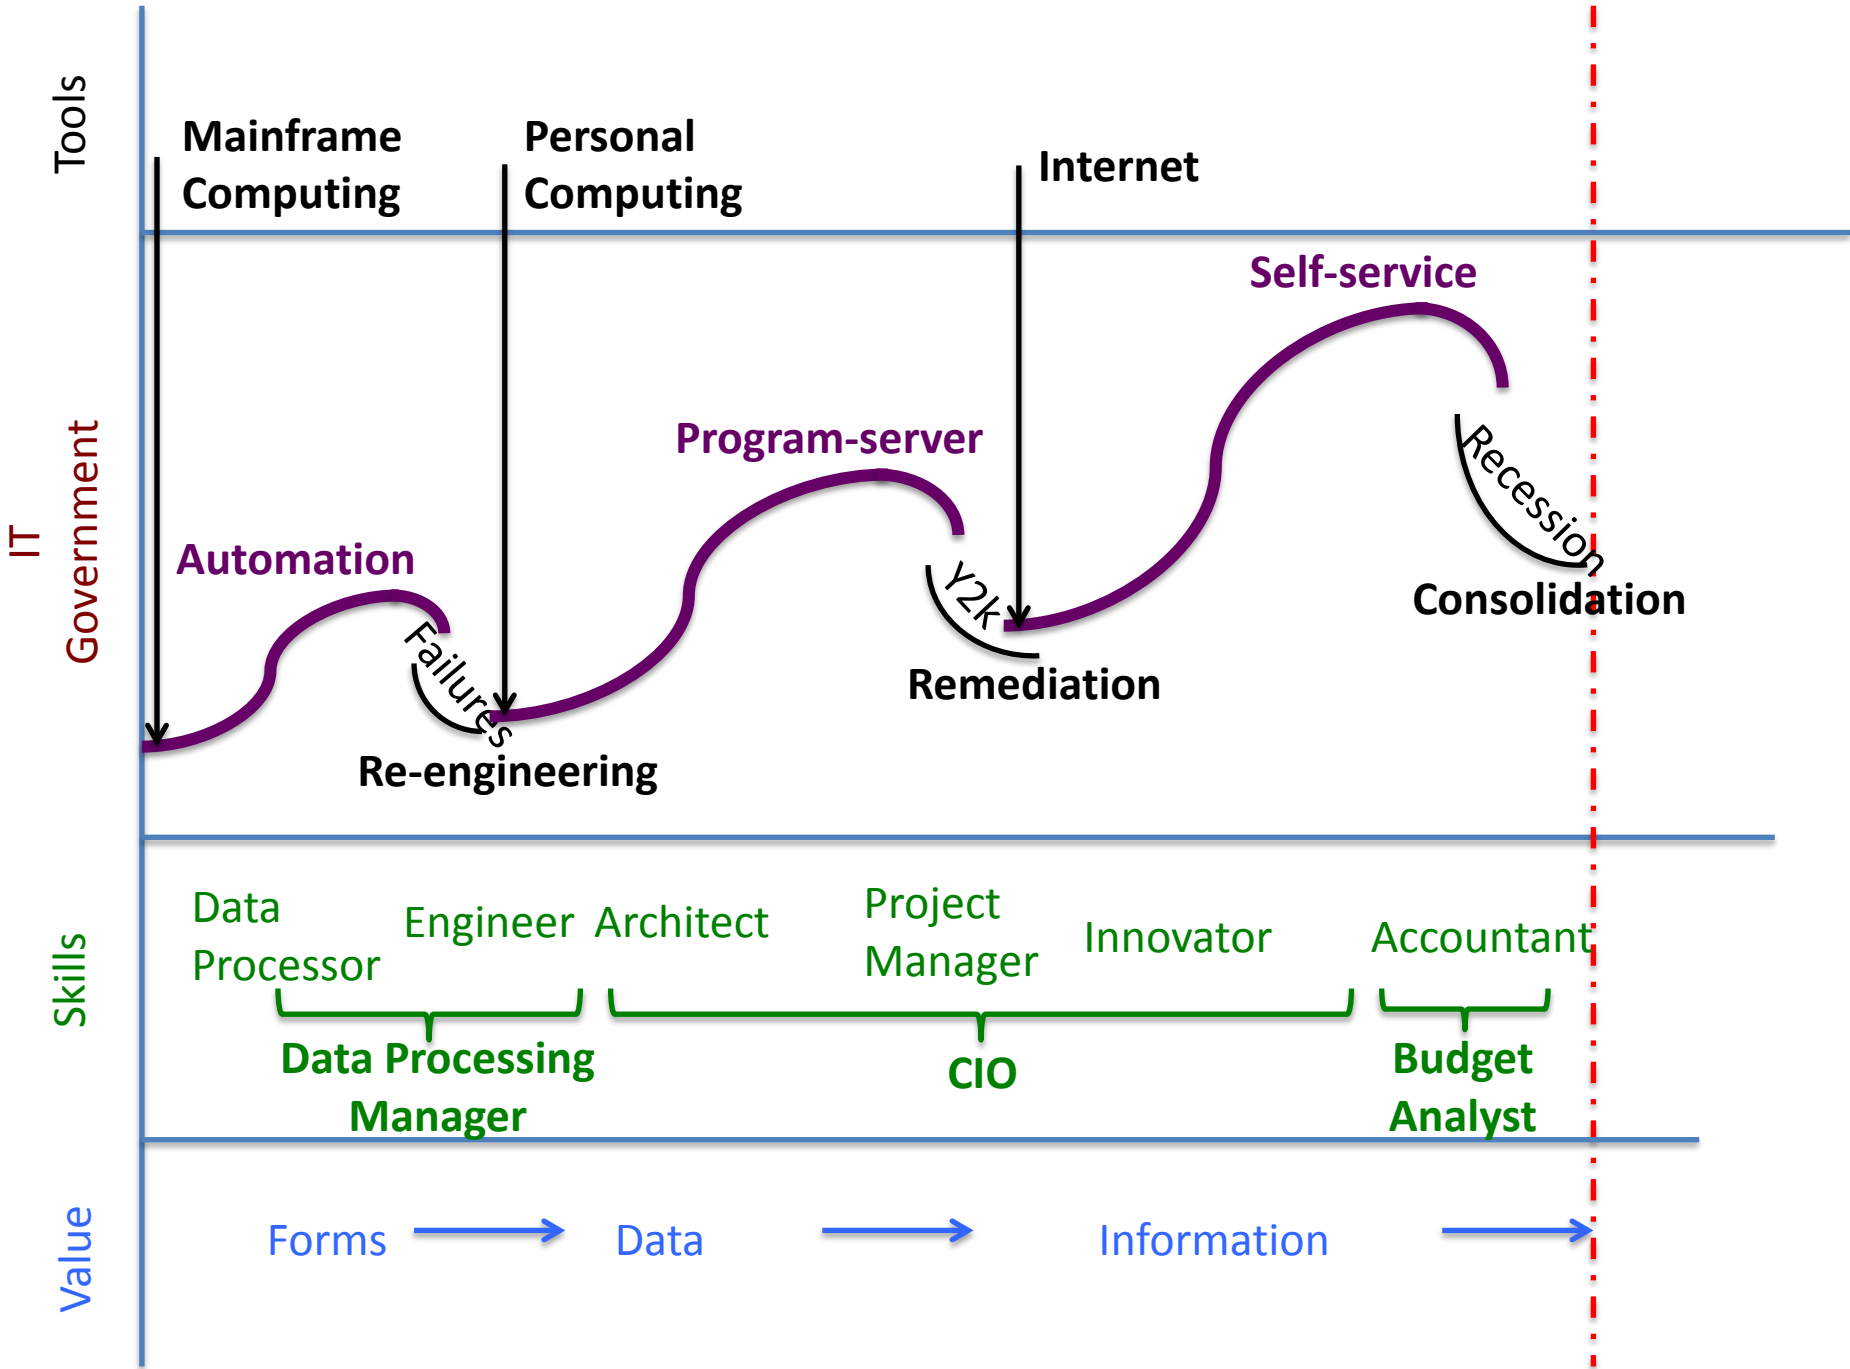 Tools
Mainframe
Computing
Personal
Computing
Internet
IT
Government
Self-service
Program-server
Automation
Recession
Consolidation
Y2k
Remediation
Failures
Re-engineering
Skills
Data
Processor
Engineer
Architect
Project
Manager
Innovator
Accountant
Data Processing
Manager
CIO
Budget
Analyst
Value
Forms
Data
Information